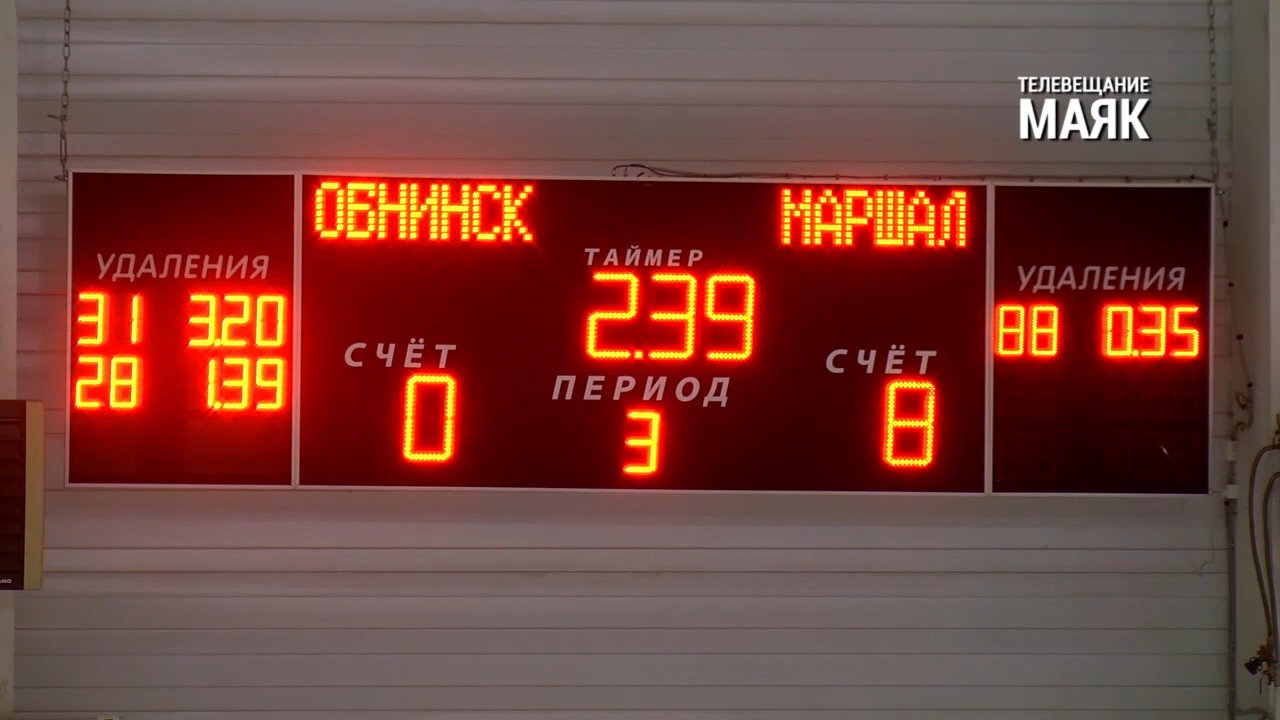 ТЕЛЕВЕЩАНИЕ
МАЯК
ОБНИНСК
МАРШАЛ
УДАЛЕНИЯ
31 3.20
28 1.39
ТАЙМЕР
2.39
СЧЁТ
0
ПЕРИОД
3
СЧЁТ
8
УДАЛЕНИЯ
88 0.35